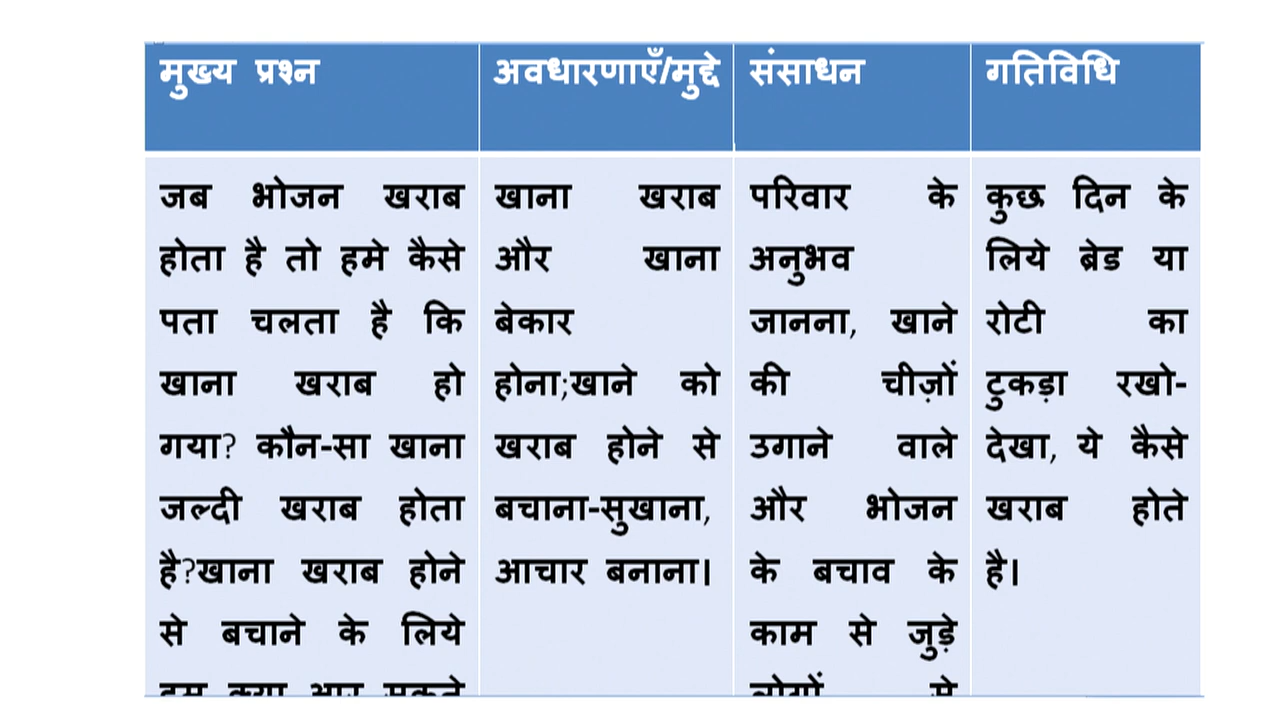 मुख्य प्रश्न
अवधारणाएँ/मुद्दे
संसाधन
गतिविधि
जब भोजन खराब
होता है तो हमे कैसे
पता चलता है कि
खाना खराब हो
गया? कौन-सा खाना
जल्दी खराब होता
है?खाना खराब होने
से बचाने के लिये
खाना खराब
और खाना
बेकार
होना;खाने को
खराब होने से
बचाना-सुखाना,
आचार बनाना।
परिवार के
अनुभव
जानना, खाने
की चीज़ों
उगाने वाले
और भोजन
के बचाव के
काम से जुड़े
कुछ दिन के
लिये ब्रेड या
रोटी का
टुकड़ा रखो-
देखा, ये कैसे
खराब होते
है।